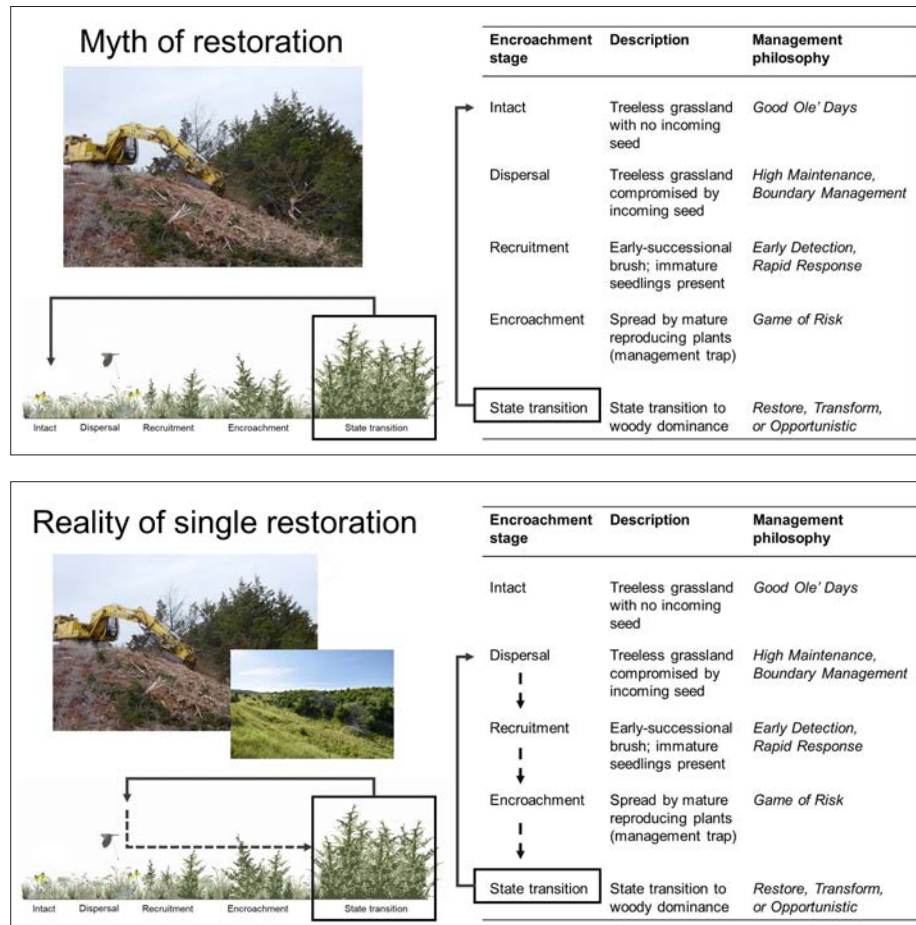 Myth of restoration
Encroachment stage
Description
Management philosophy
Intact
Treeless grassland
with no incoming
seed
Good Ole' Days
Dispersal
Treeless grassland
compromised by
incoming seed
High Maintenance,
Boundary Management
Recruitment
Early-successional
brush; immature
seedlings present
Early Detection,
Rapid Response
Encroachment
Spread by mature
reproducing plants
(management trap)
Game of Risk
State transition
State transition to
woody dominance
Restore, Transform,
or Opportunistic
Intact Dispersal Recruitment Encroachment State transition
Reality of single restoration
Encroachment stage
Description
Management philosophy
Intact
Treeless grassland
with no incoming
seed
Good Ole' Days
Dispersal
Treeless grassland
compromised by
incoming seed
High Maintenance,
Boundary Management
Recruitment
Early-successional
brush; immature
seedlings present
Early Detection,
Rapid Response
Encroachment
Spread by mature
reproducing plants
(management trap)
Game of Risk
State transition
State transition to
woody dominance
Restore, Transform,
or Opportunistic
Intact Dispersal Recruitment Encroachment State transition